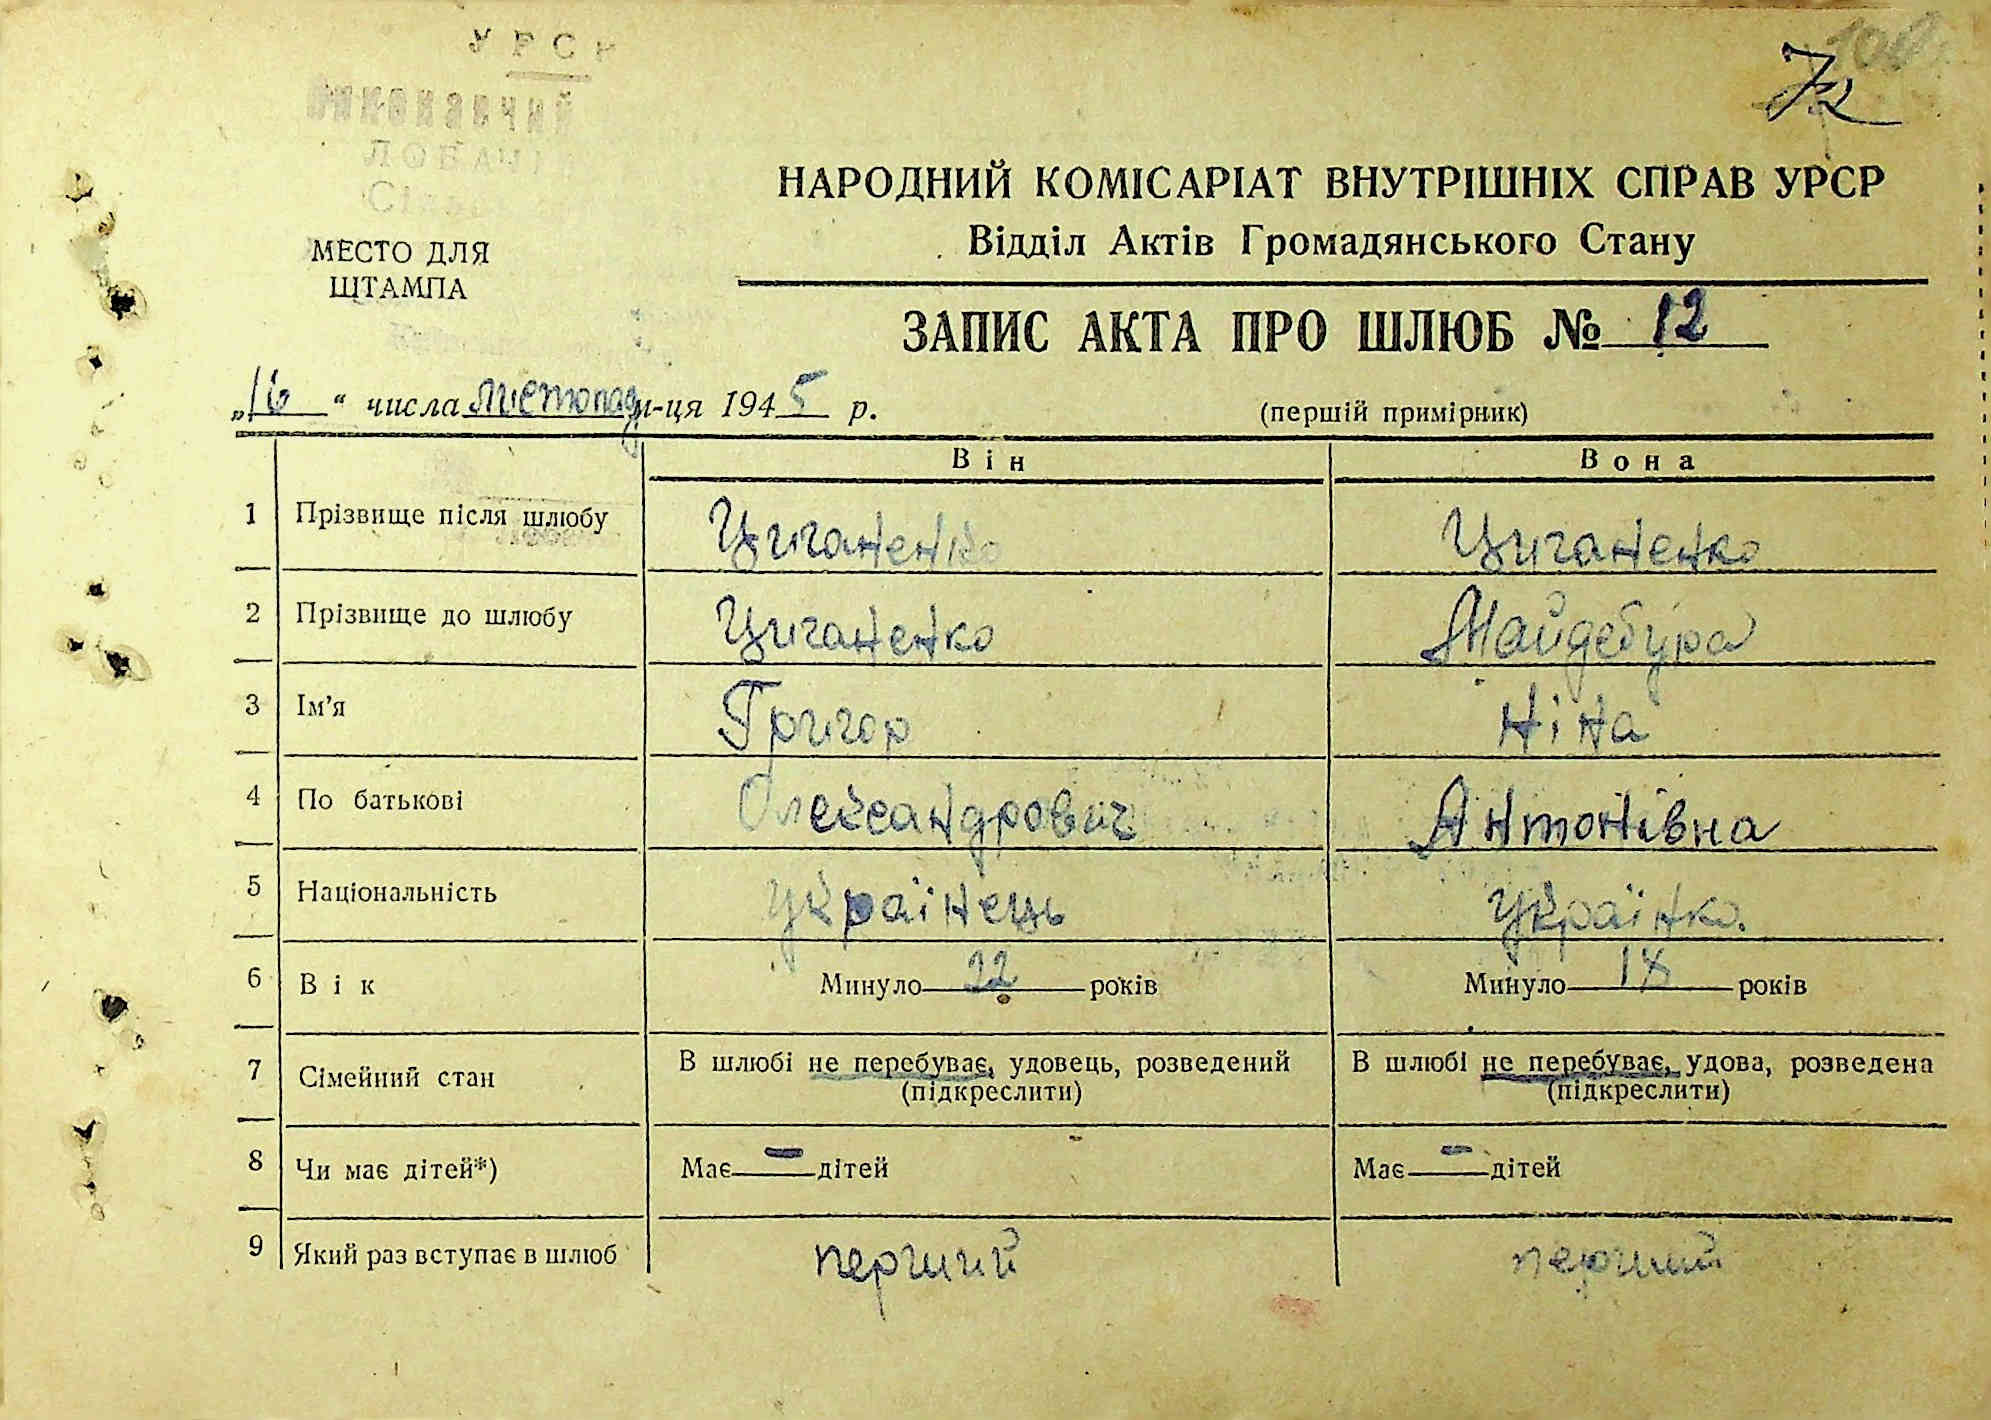 НАРОДНИЙ КОМІСАРІАТ ВНУТРІШНІХ СПРАВ УРСР
Відділ Актів Громадянського Стану
МЕСТО ДЛЯ
ШТАМПА
ЗАПИС АКТА ПРО ШЛЮБ № 12
„16" числа листопад м-ця 1945 р.
(першій примірник)
Він Вона
1 Прізвище після шлюбу Циганенко Циганенко
2 Прізвище до шлюбу Циганенко Майдебура
3 Ім'я Григор Ніна
4 По батькові Олександрович Антонівна
5 Національність Українець Українка
6 Вік Минуло 22 років Минуло 18 років
7 Сімейний стан В шлюбі не перебуває, удовець, розведений В шлюбі не перебуває, удова, розведена
(підкреслити) (підкреслити)
8 Чи має дітей*) Має — дітей Має — дітей
9 Який раз вступає в шлюб перший перший